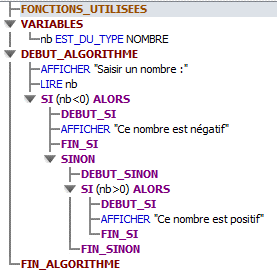 FONCTIONS_UTILISEES
VARIABLES
nb EST_DU_TYPE NOMBRE
DEBUT_ALGORITHME
AFFICHER "Saisir un nombre :"
LIRE nb
SI (nb<0) ALORS
DEBUT_SI
AFFICHER "Ce nombre est négatif"
FIN_SI
SINON
DEBUT_SINON
SI (nb>0) ALORS
DEBUT_SI
AFFICHER "Ce nombre est positif"
FIN_SI
FIN_SINON
FIN_ALGORITHME